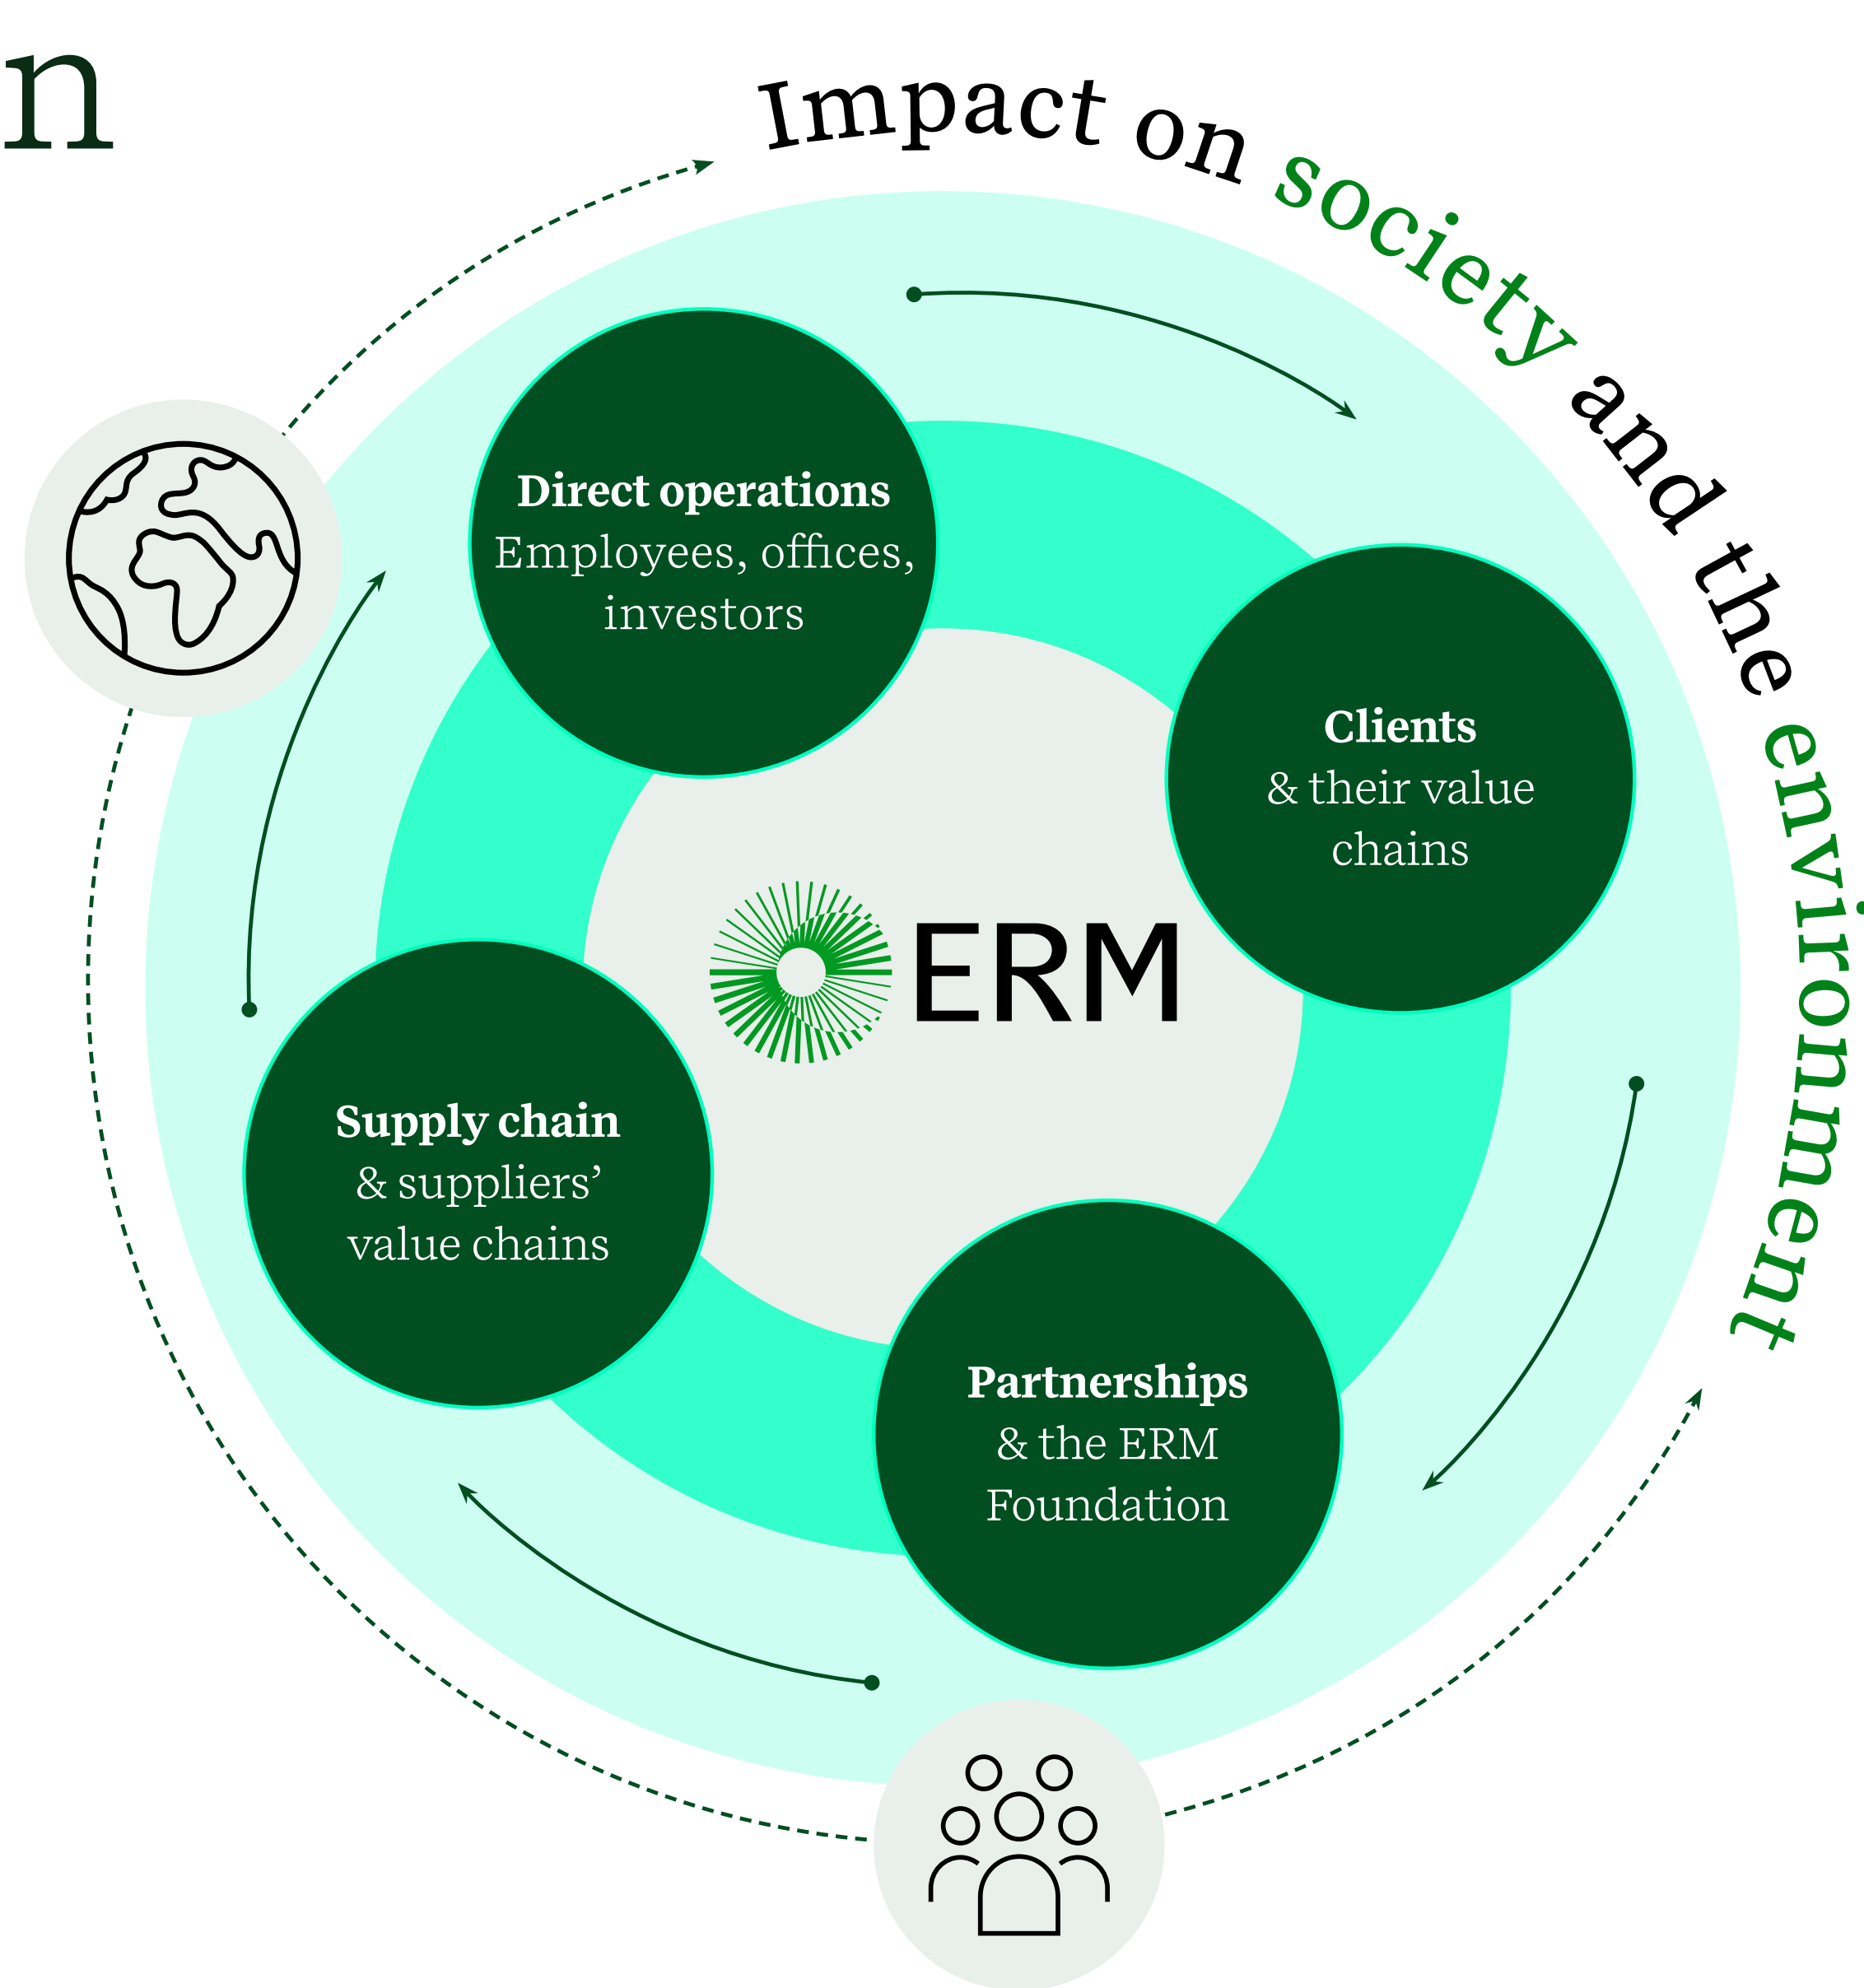 n
Impact on society and the environment
Direct operations
Employees, offices,
investors
Clients
& their value
chains
ERM
Supply chain
& suppliers’
value chains
Partnerships
& the ERM
Foundation